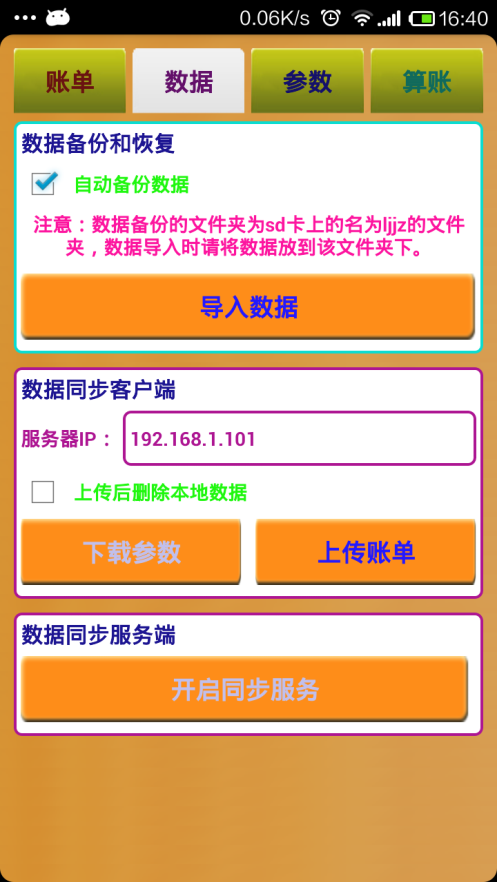 0.06K/s 16:40
账单 数据 参数 算账
数据备份和恢复
自动备份数据
注意：数据备份的文件夹为sd卡上的名为ljjz的文件
夹，数据导入时请将数据放到该文件夹下。
导入数据
数据同步客户端
服务器IP： 192.168.1.101
上传后删除本地数据
下载参数 上传账单
数据同步服务端
开启同步服务